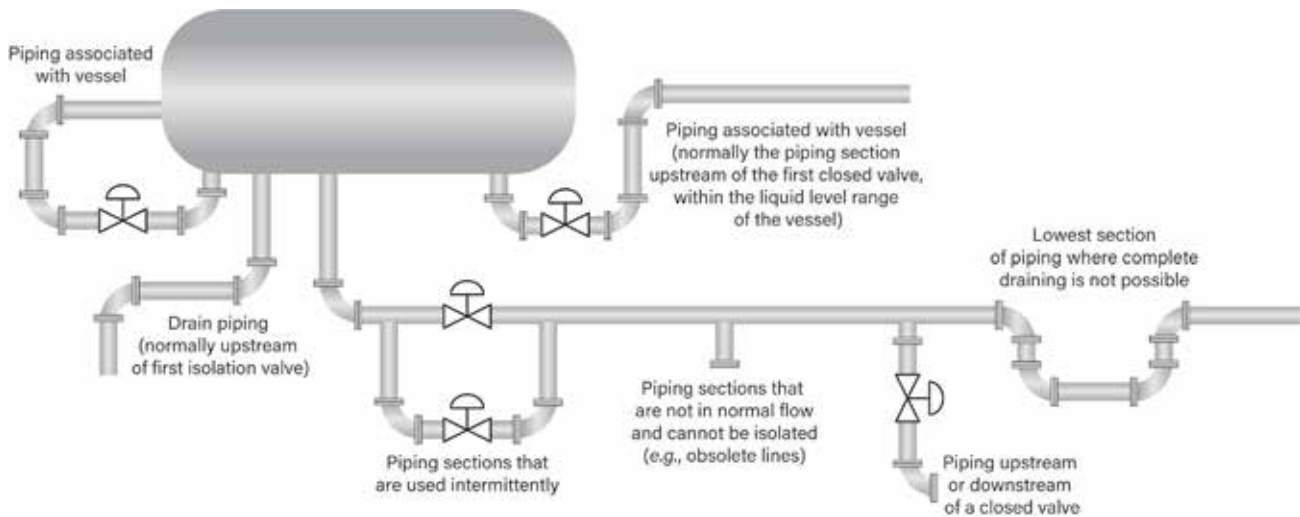 Piping associated
with vessel
Piping associated with vessel
(normally the piping section
upstream of the first closed valve,
within the liquid level range
of the vessel)
Lowest section
of piping where complete
draining is not possible
Drain piping
(normally upstream
of first isolation valve)
Piping sections that
are used intermittently
Piping sections that
are not in normal flow
and cannot be isolated
(e.g., obsolete lines)
Piping upstream
or downstream
of a closed valve